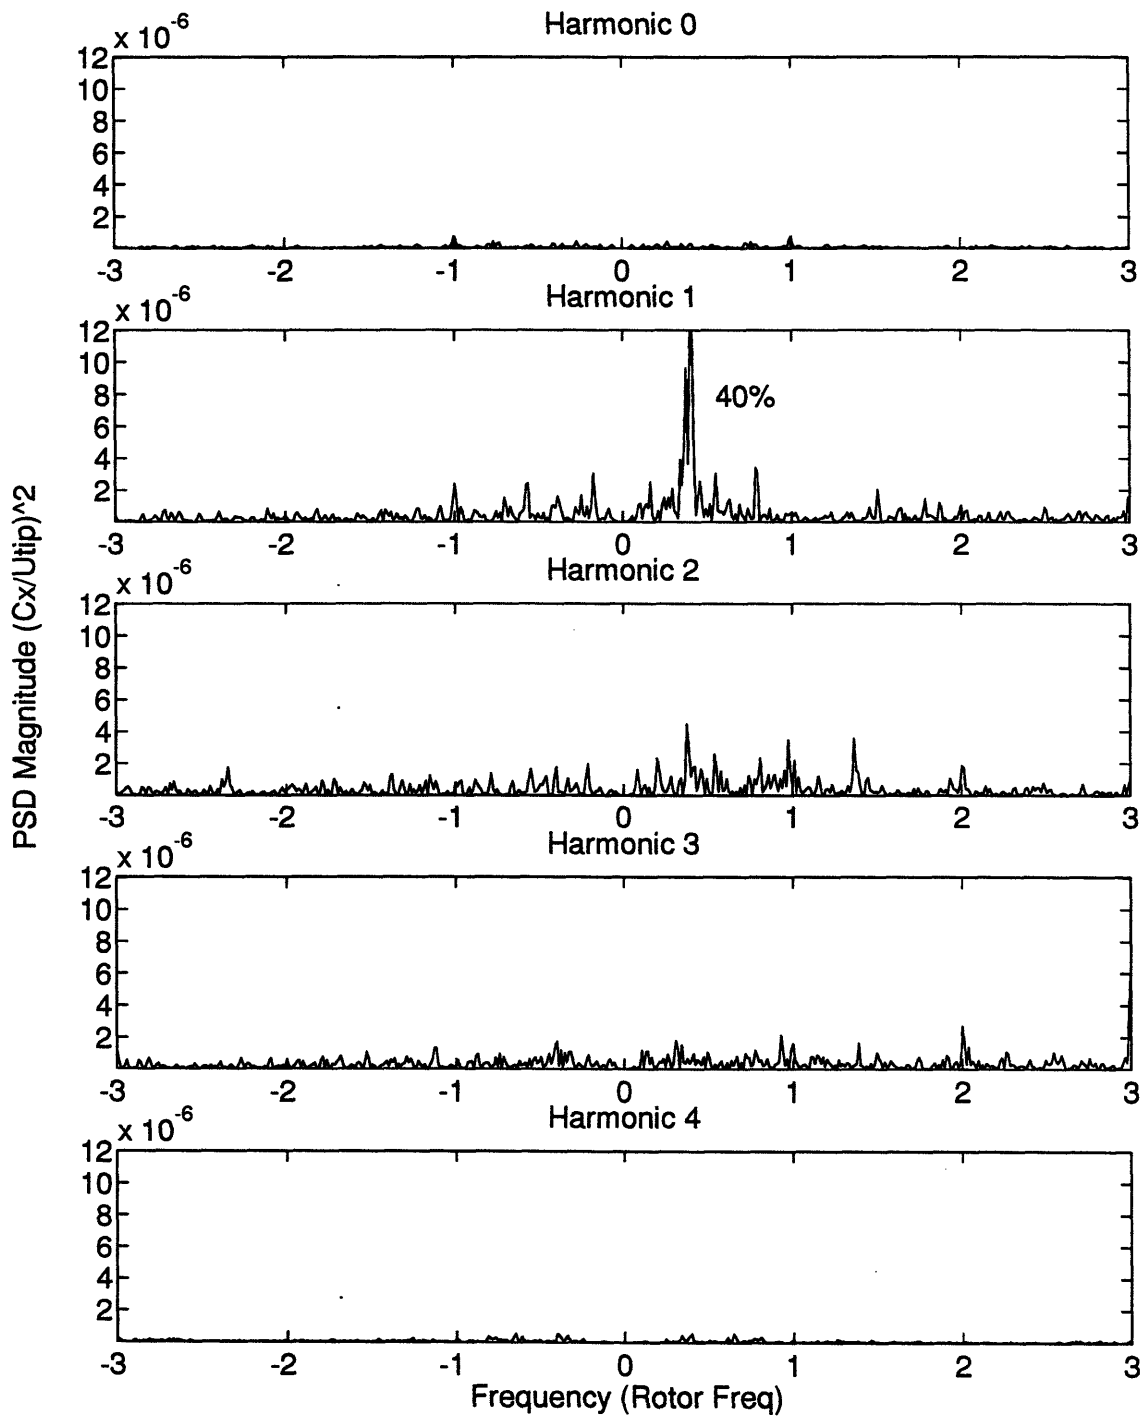 Harmonic 0
x 10^-6
12
10
8
6
4
2
-3 -2 -1 0 1 2 3
Harmonic 1
x 10^-6
12
10
8
6
4
2
40%
-3 -2 -1 0 1 2 3
Harmonic 2
x 10^-6
12
10
8
6
4
2
-3 -2 -1 0 1 2 3
Harmonic 3
x 10^-6
12
10
8
6
4
2
-3 -2 -1 0 1 2 3
Harmonic 4
x 10^-6
12
10
8
6
4
2
-3 -2 -1 0 1 2 3
Frequency (Rotor Freq)
PSD Magnitude (Cx/Utip)^2